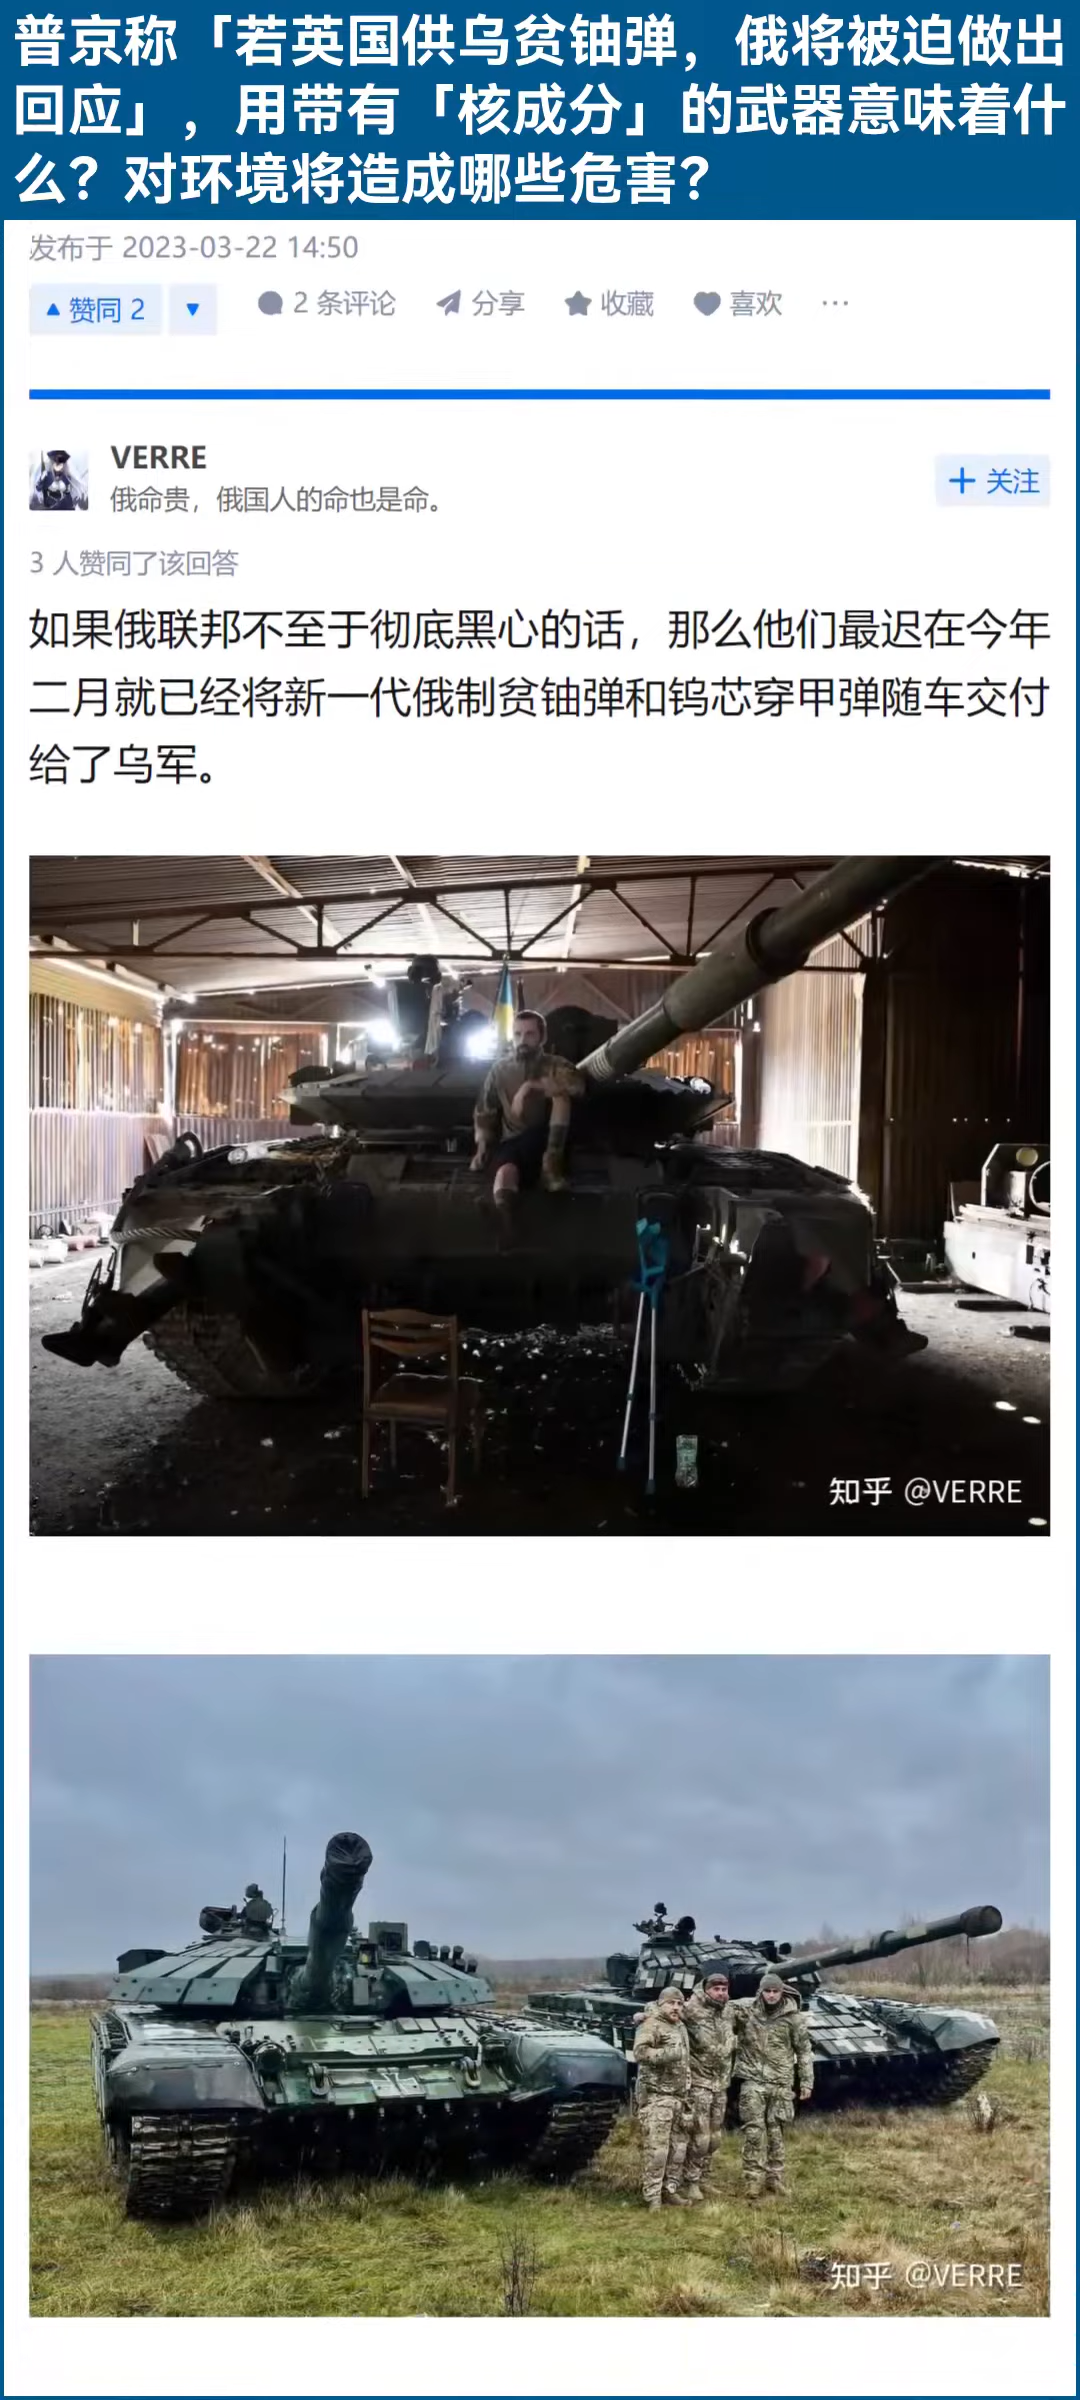 普京称「若英国供乌贫铀弹，俄将被迫做出
回应」，用带有「核成分」的武器意味着什
么？对环境将造成哪些危害？
发布于 2023-03-22 14:50
赞同 2
2 条评论
分享
收藏
喜欢
VERRE
俄命贵，俄国人的命也是命。
关注
3 人赞同了该回答
如果俄联邦不至于彻底黑心的话，那么他们最迟在今年
二月就已经将新一代俄制贫铀弹和钨芯穿甲弹随车交付
给了乌军。
知乎 @VERRE
知乎 @VERRE